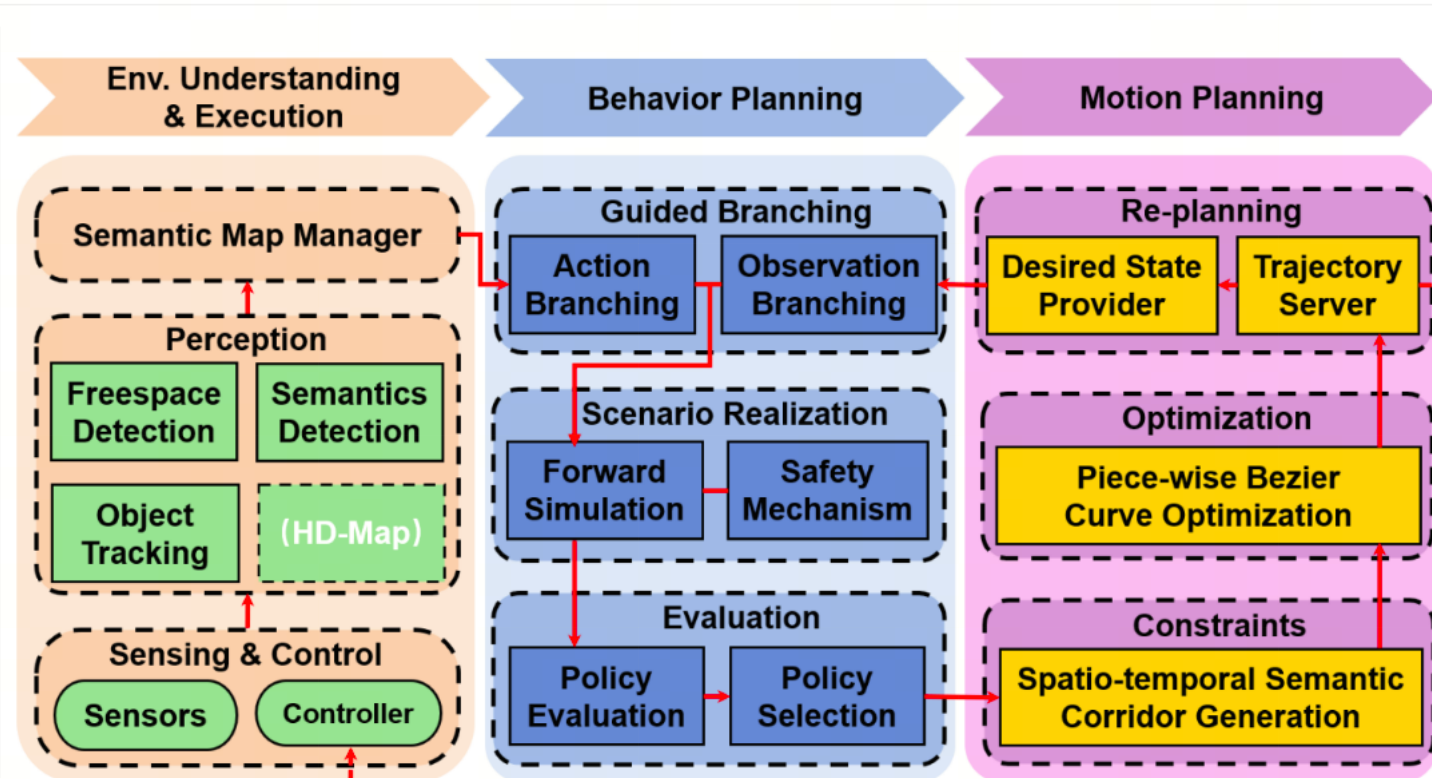 Env. Understanding
& Execution
Behavior Planning
Motion Planning
Semantic Map Manager
Perception
Freespace
Detection
Semantics
Detection
Object
Tracking
(HD-Map)
Sensing & Control
Sensors
Controller
Guided Branching
Action
Branching
Observation
Branching
Scenario Realization
Forward
Simulation
Safety
Mechanism
Evaluation
Policy
Evaluation
Policy
Selection
Re-planning
Desired State
Provider
Trajectory
Server
Optimization
Piece-wise Bezier
Curve Optimization
Constraints
Spatio-temporal Semantic
Corridor Generation